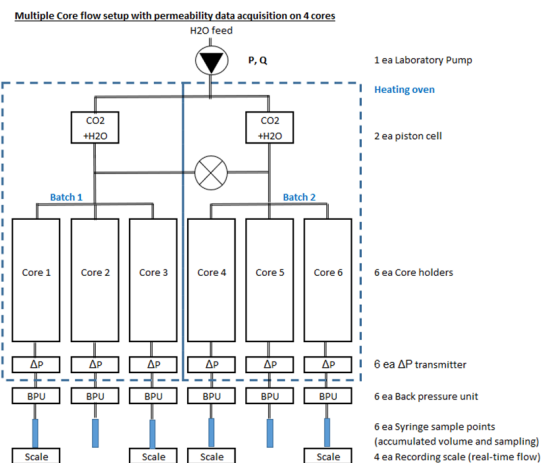 Multiple Core flow setup with permeability data acquisition on 4 cores
H2O feed
P, Q
1 ea Laboratory Pump
Heating oven
CO2
+H2O
CO2
+H2O
2 ea piston cell
Batch 1
Batch 2
Core 1 Core 2 Core 3 Core 4 Core 5 Core 6
6 ea Core holders
ΔP ΔP ΔP ΔP ΔP ΔP
6 ea ΔP transmitter
BPU BPU BPU BPU BPU BPU
6 ea Back pressure unit
6 ea Syringe sample points
(accumulated volume and sampling)
Scale Scale Scale Scale
4 ea Recording scale (real-time flow)